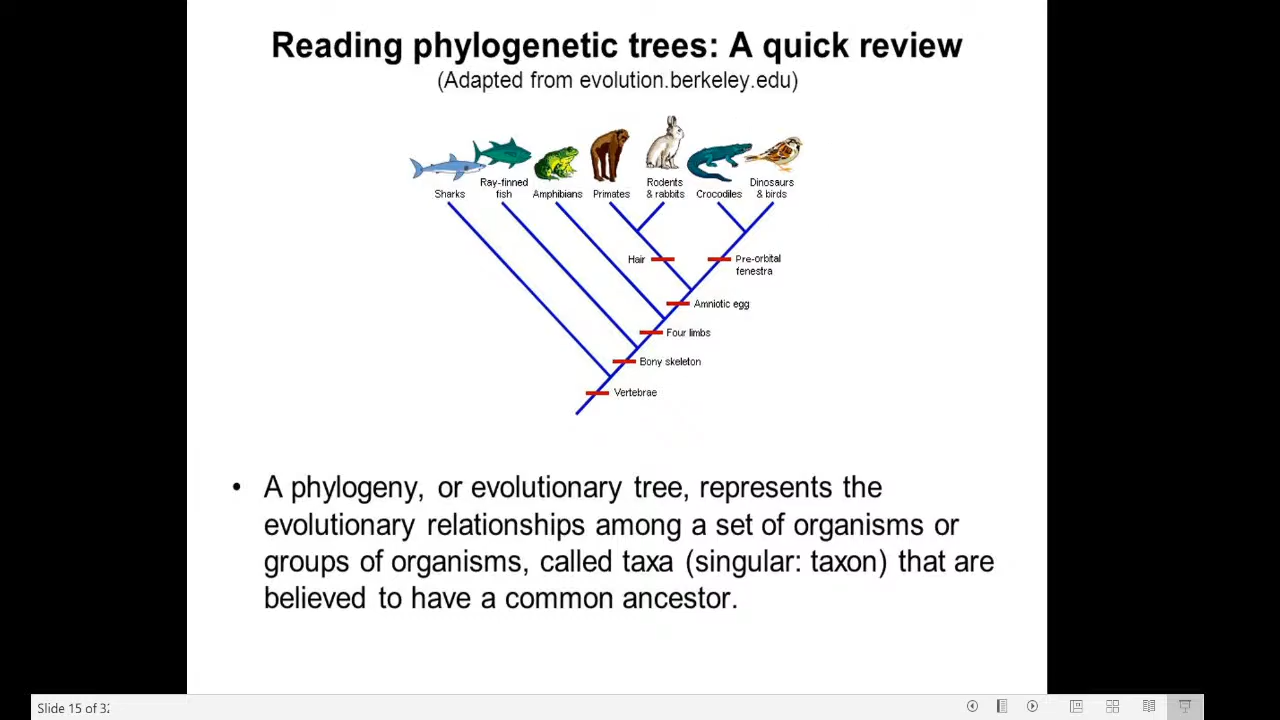 Reading phylogenetic trees: A quick review
(Adapted from evolution.berkeley.edu)
Sharks
Ray-finned
fish
Amphibians
Primates
Rodents
& rabbits
Crocodiles
Dinosaurs
& birds
Hair
Pre-orbital
fenestra
Amniotic egg
Four limbs
Bony skeleton
Vertebrae
• A phylogeny, or evolutionary tree, represents the
evolutionary relationships among a set of organisms or
groups of organisms, called taxa (singular: taxon) that are
believed to have a common ancestor.
Slide 15 of 32